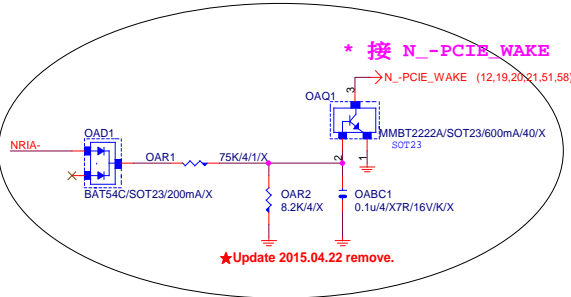 * 接 N_-PCIE_WAKE
3
N_-PCIE_WAKE (12,19,20,21,51,58)
OAQ1
NRIA-
OAD1
OAR1
75K/4/1/X
MMBT2222A/SOT23/600mA/40/X
SOT23
2
1
BAT54C/SOT23/200mA/X
OAR2
8.2K/4/X
OABC1
0.1u/4/X7R/16V/K/X
★Update 2015.04.22 remove.